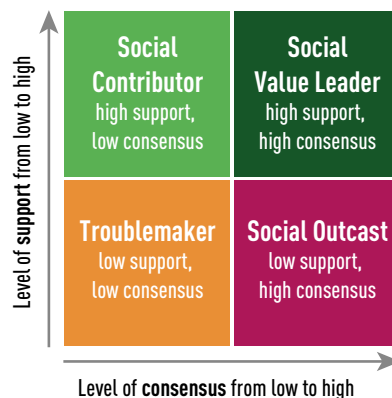 Level of support from low to high
Social
Contributor
high support,
low consensus
Social
Value Leader
high support,
high consensus
Troublemaker
low support,
low consensus
Social Outcast
low support,
high consensus
Level of consensus from low to high